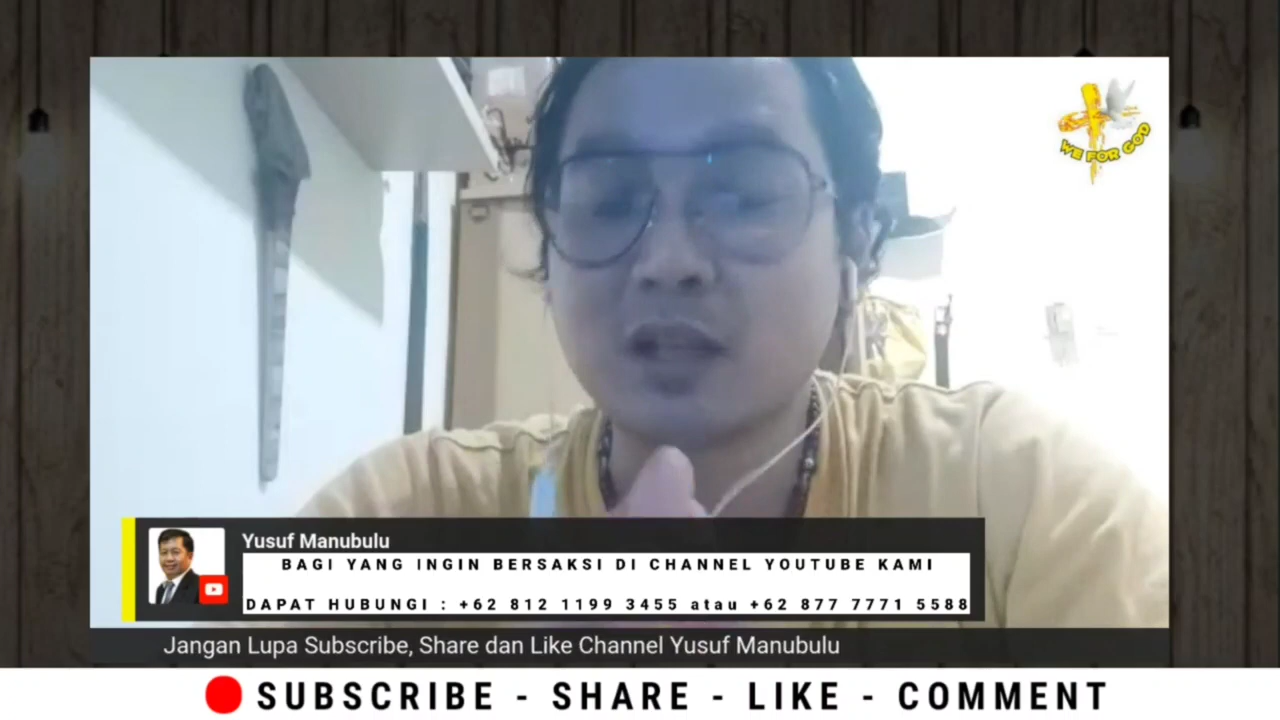 WE FOR GOD
Yusuf Manubulu
BAGI YANG INGIN BERSAKSI DI CHANNEL YOUTUBE KAMI
DAPAT HUBUNGI : +62 812 1199 3455 atau +62 877 7771 5588
Jangan Lupa Subscribe, Share dan Like Channel Yusuf Manubulu
SUBSCRIBE - SHARE - LIKE - COMMENT